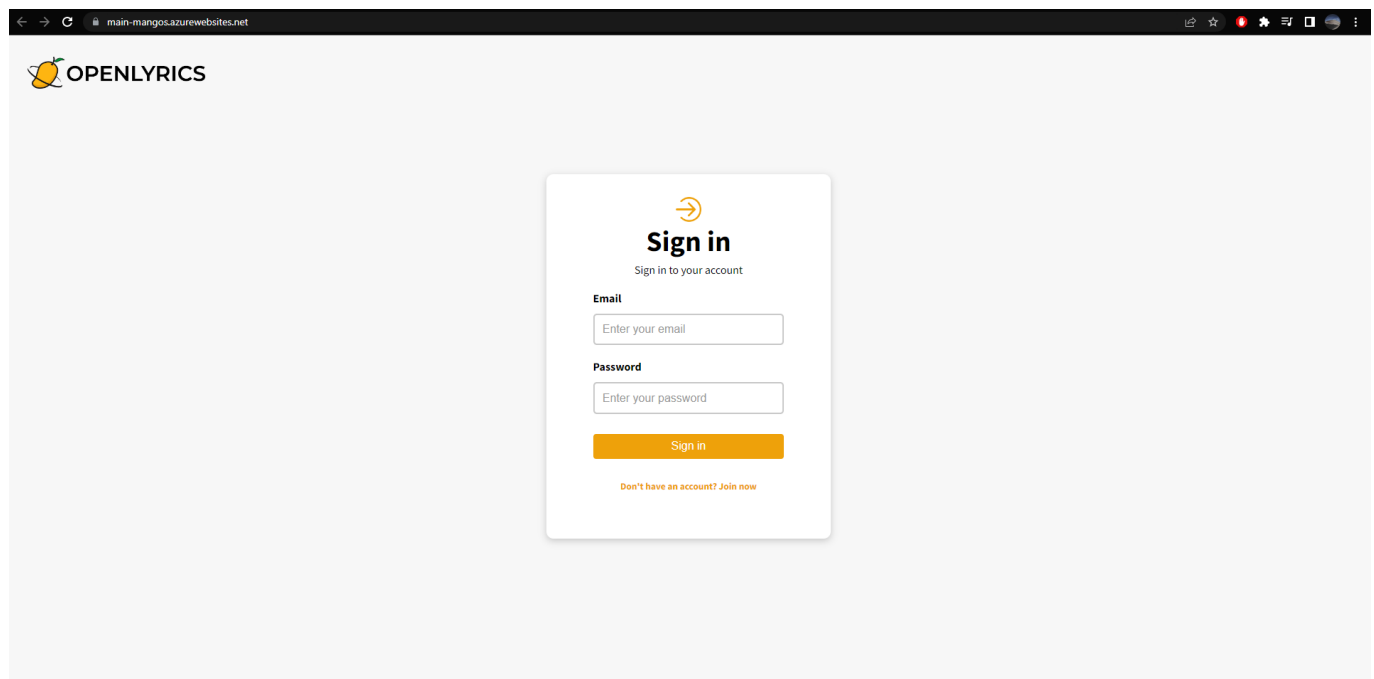 main-mangos.azurewebsites.net
OPENLYRICS
Sign in
Sign in to your account
Email
Enter your email
Password
Enter your password
Sign in
Don't have an account? Join now